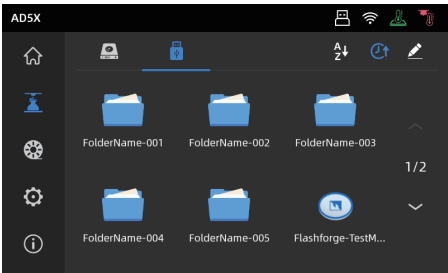 AD5X
A
Z
FolderName-001 FolderName-002 FolderName-003
1/2
FolderName-004 FolderName-005 Flashforge-TestM...